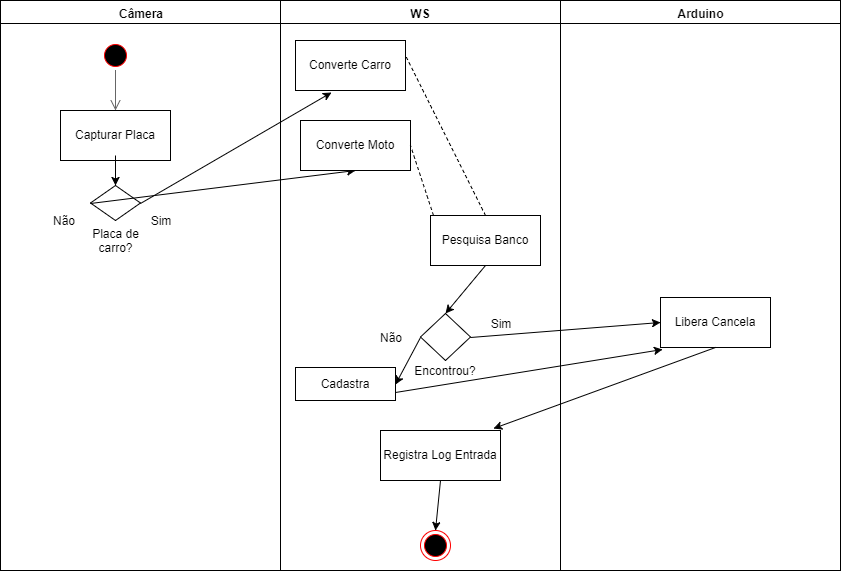 Câmera
WS
Arduino
Converte Carro
Capturar Placa
Converte Moto
Não
Sim
Placa de
carro?
Pesquisa Banco
Sim
Libera Cancela
Não
Encontrou?
Cadastra
Registra Log Entrada